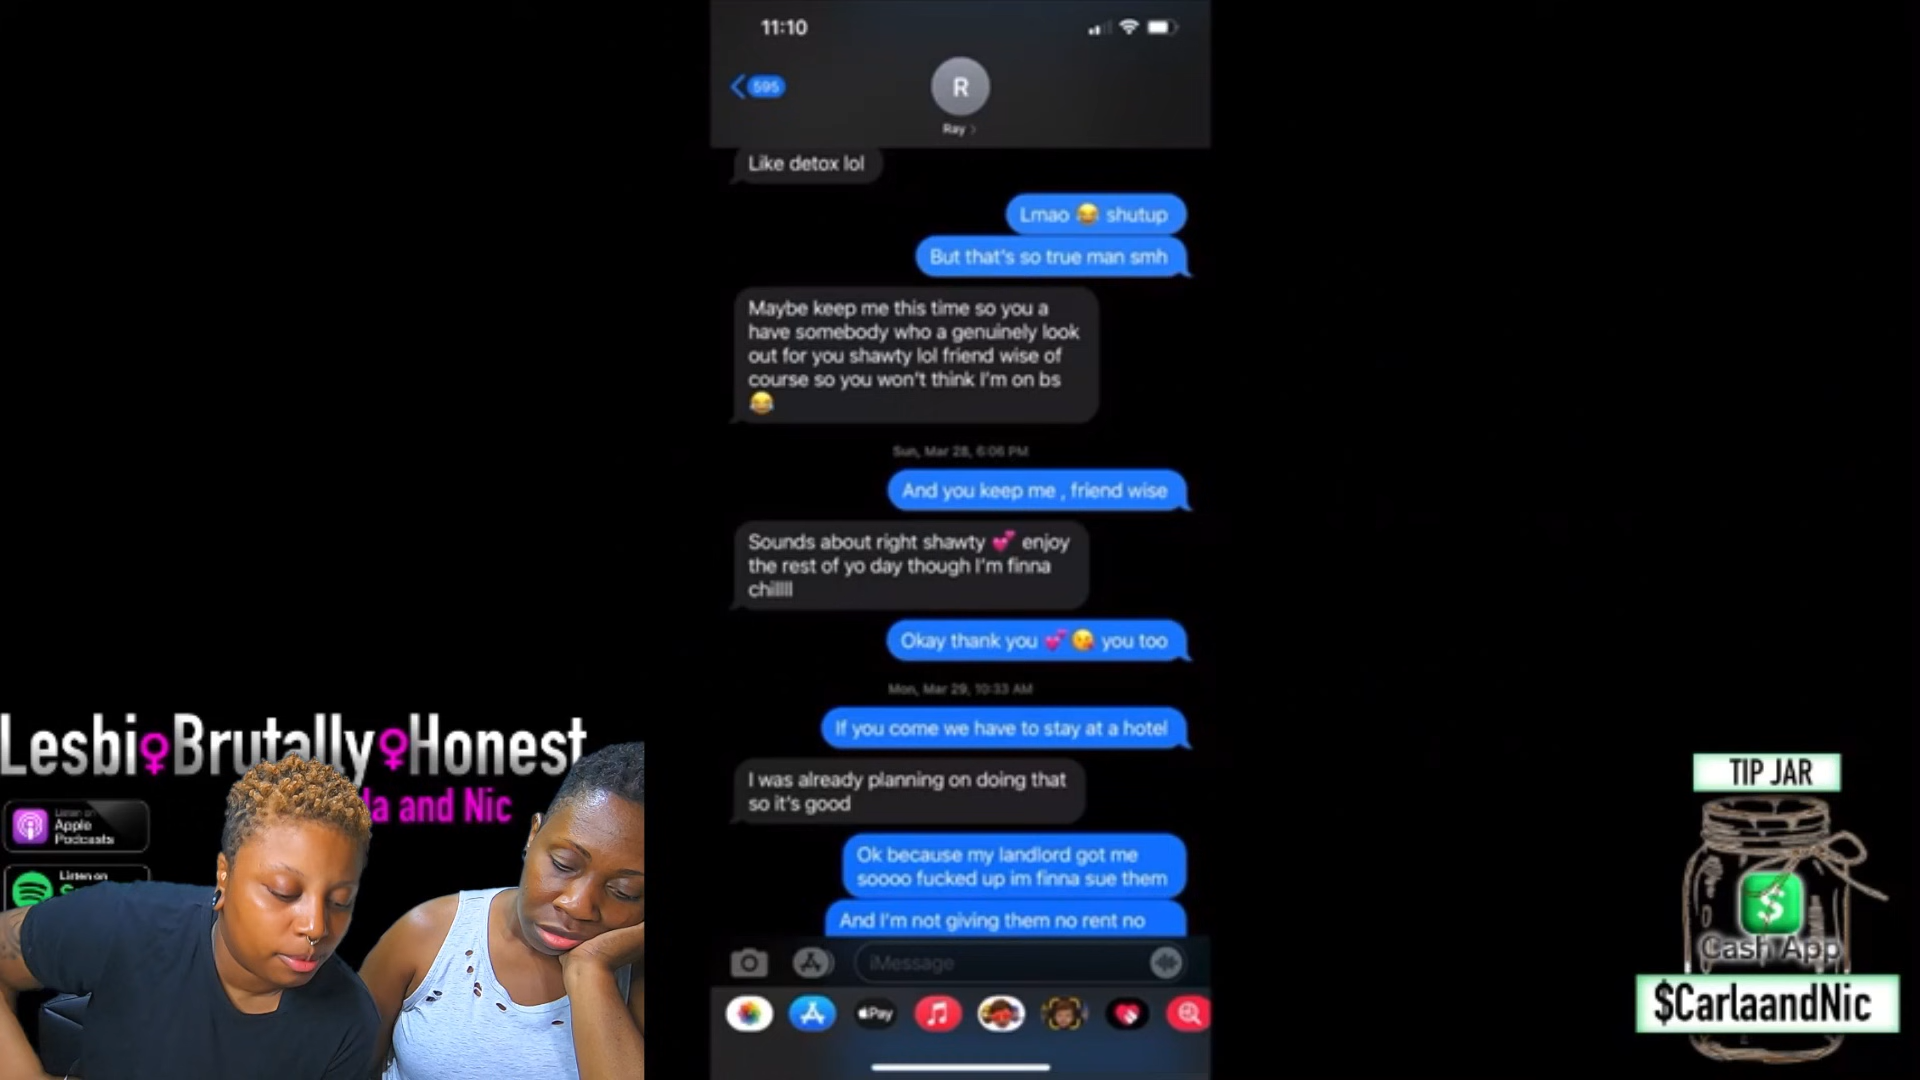 11:10
595
R
Ray
Like detox lol
Lmao 😂 shutup
But that's so true man smh
Maybe keep me this time so you a
have somebody who a genuinely look
out for you shawty lol friend wise of
course so you won't think I'm on bs
😂
Sun, Mar 28, 6:06 PM
And you keep me , friend wise
Sounds about right shawty 💕 enjoy
the rest of yo day though I'm finna
chillll
Okay thank you 💕 😘 you too
Mon, Mar 29, 10:33 AM
If you come we have to stay at a hotel
I was already planning on doing that
so it's good
Ok because my landlord got me
soooo fucked up im finna sue them
And I'm not giving them no rent no
iMessage
Pay
Lesbi Brutally Honest
and Nic
Listen on
Apple
Podcasts
Listen on
TIP JAR
$
Cash App
$CarlaandNic